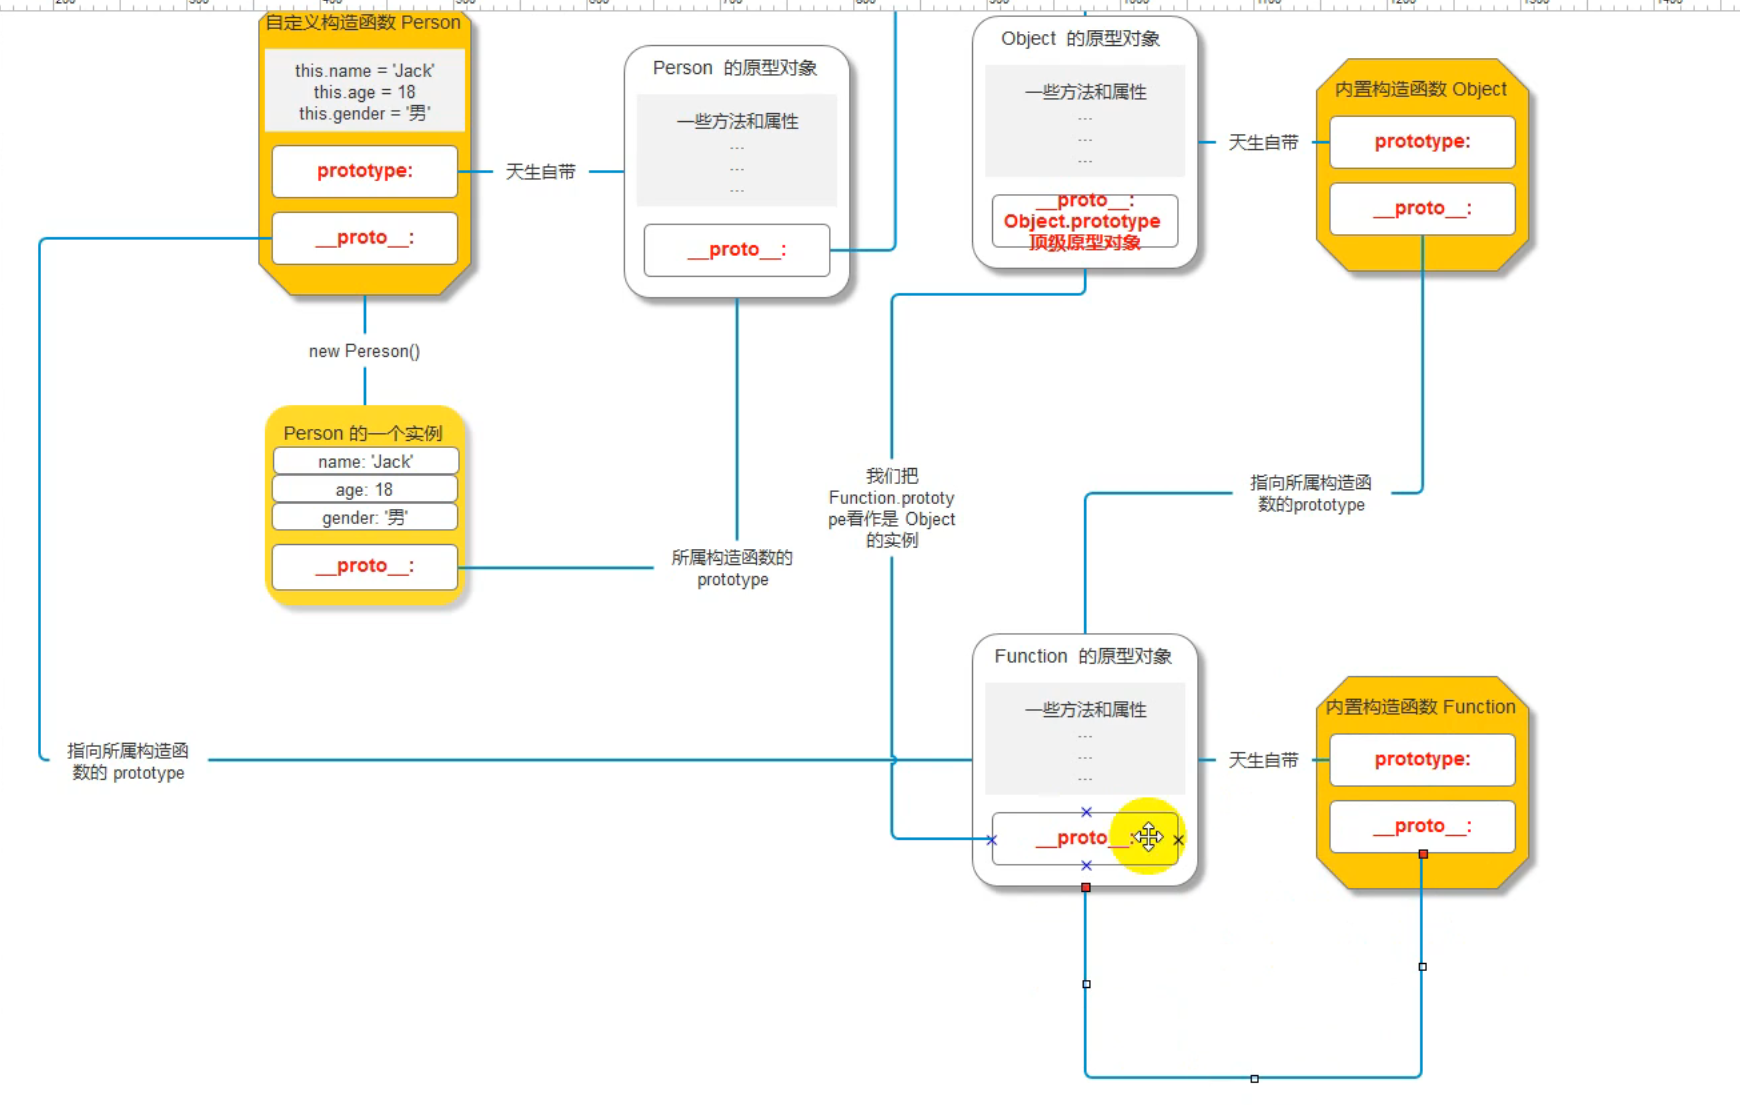 自定义构造函数 Person
this.name = 'Jack'
this.age = 18
this.gender = '男'
prototype:
__proto__:
天生自带
Person 的原型对象
一些方法和属性
...
...
...
__proto__:
Object 的原型对象
一些方法和属性
...
...
...
__proto__:
Object.prototype
顶级原型对象
天生自带
内置构造函数 Object
prototype:
__proto__:
new Pereson()
Person 的一个实例
name: 'Jack'
age: 18
gender: '男'
__proto__:
所属构造函数的
prototype
我们把
Function.prototy
pe看作是 Object
的实例
指向所属构造函
数的prototype
指向所属构造函
数的 prototype
Function 的原型对象
一些方法和属性
...
...
...
__proto__:
天生自带
内置构造函数 Function
prototype:
__proto__: